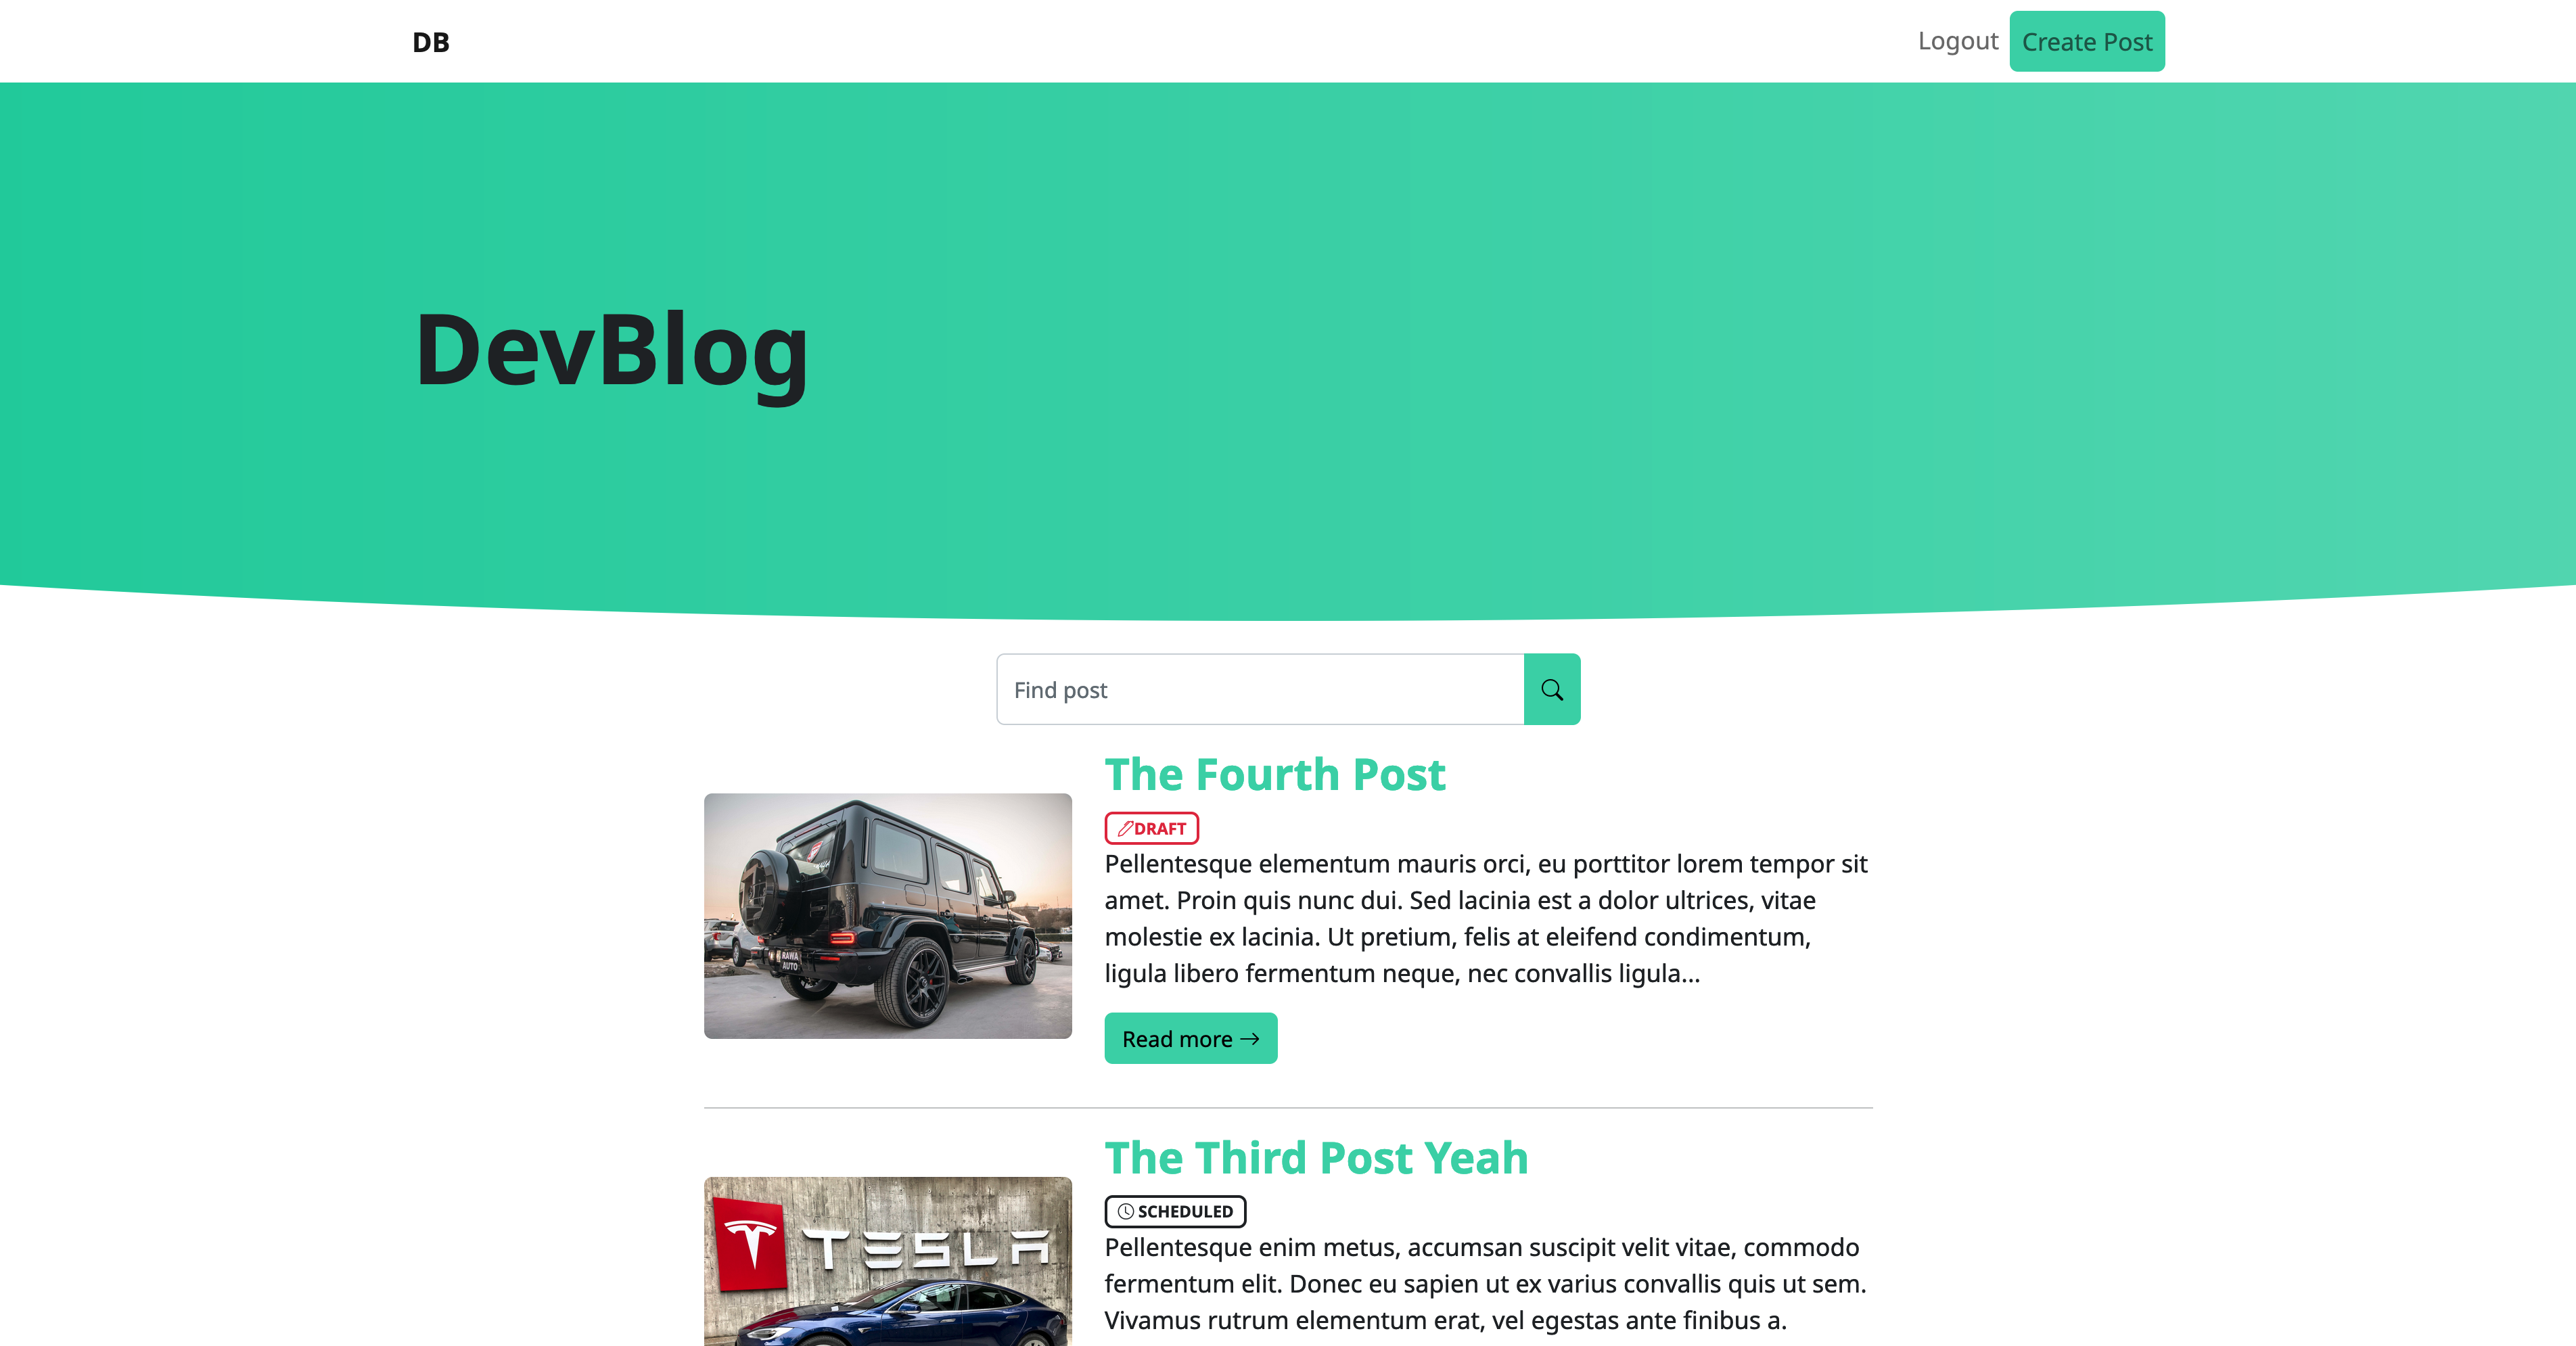 DB
Logout
Create Post
DevBlog
Find post
The Fourth Post
DRAFT
Pellentesque elementum mauris orci, eu porttitor lorem tempor sit
amet. Proin quis nunc dui. Sed lacinia est a dolor ultrices, vitae
molestie ex lacinia. Ut pretium, felis at eleifend condimentum,
ligula libero fermentum neque, nec convallis ligula...
RAWA
AUTO
Read more
The Third Post Yeah
SCHEDULED
TESLA
Pellentesque enim metus, accumsan suscipit velit vitae, commodo
fermentum elit. Donec eu sapien ut ex varius convallis quis ut sem.
Vivamus rutrum elementum erat, vel egestas ante finibus a.